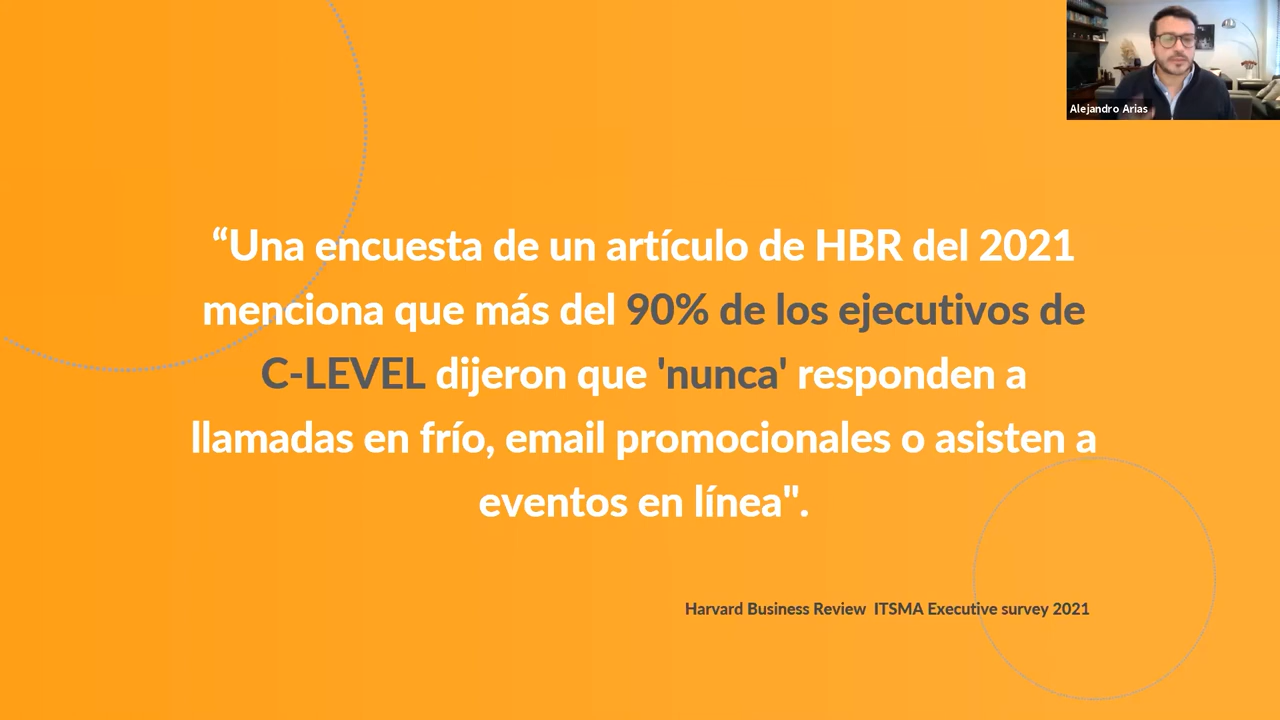 Alejandro Arias
“Una encuesta de un artículo de HBR del 2021
menciona que más del 90% de los ejecutivos de
C-LEVEL dijeron que 'nunca' responden a
llamadas en frío, email promocionales o asisten a
eventos en línea".
Harvard Business Review ITSMA Executive survey 2021